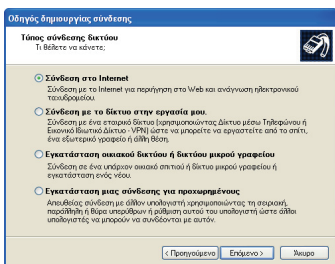 Οδηγός δημιουργίας σύνδεσης
Τύπος σύνδεσης δικτύου
Τι θέλετε να κάνετε;
Σύνδεση στο Internet
Σύνδεση με το Internet για περιήγηση στο Web και ανάγνωση ηλεκτρονικού
ταχυδρομείου.
Σύνδεση με το δίκτυο στην εργασία μου.
Σύνδεση με ένα εταιρικό δίκτυο (χρησιμοποιώντας Δίκτυο μέσω Τηλεφώνου ή
Εικονικό Ιδιωτικό Δίκτυο - VPN) ώστε να μπορείτε να εργαστείτε από το σπίτι,
ένα εξωτερικό γραφείο ή άλλη θέση.
Εγκατάσταση οικιακού δικτύου ή δικτύου μικρού γραφείου
Σύνδεση σε ένα υπάρχον οικιακό σπιτιού ή δίκτυο μικρού γραφείου ή
εγκατάσταση ενός νέου.
Εγκατάσταση μιας σύνδεσης για προχωρημένους
Απευθείας σύνδεση με άλλον υπολογιστή χρησιμοποιώντας τη σειριακή,
παράλληλη ή θύρα υπερύθρων ή ρύθμιση αυτού του υπολογιστή ώστε άλλοι
υπολογιστές να μπορούν να συνδέονται με αυτόν.
< Προηγούμενο Επόμενο > Άκυρο